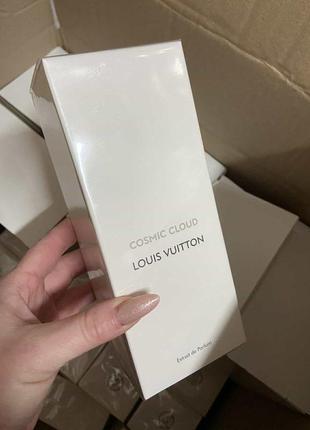 COSMIC CLOUD
LOUIS VUITTON
Extrait de Parfum